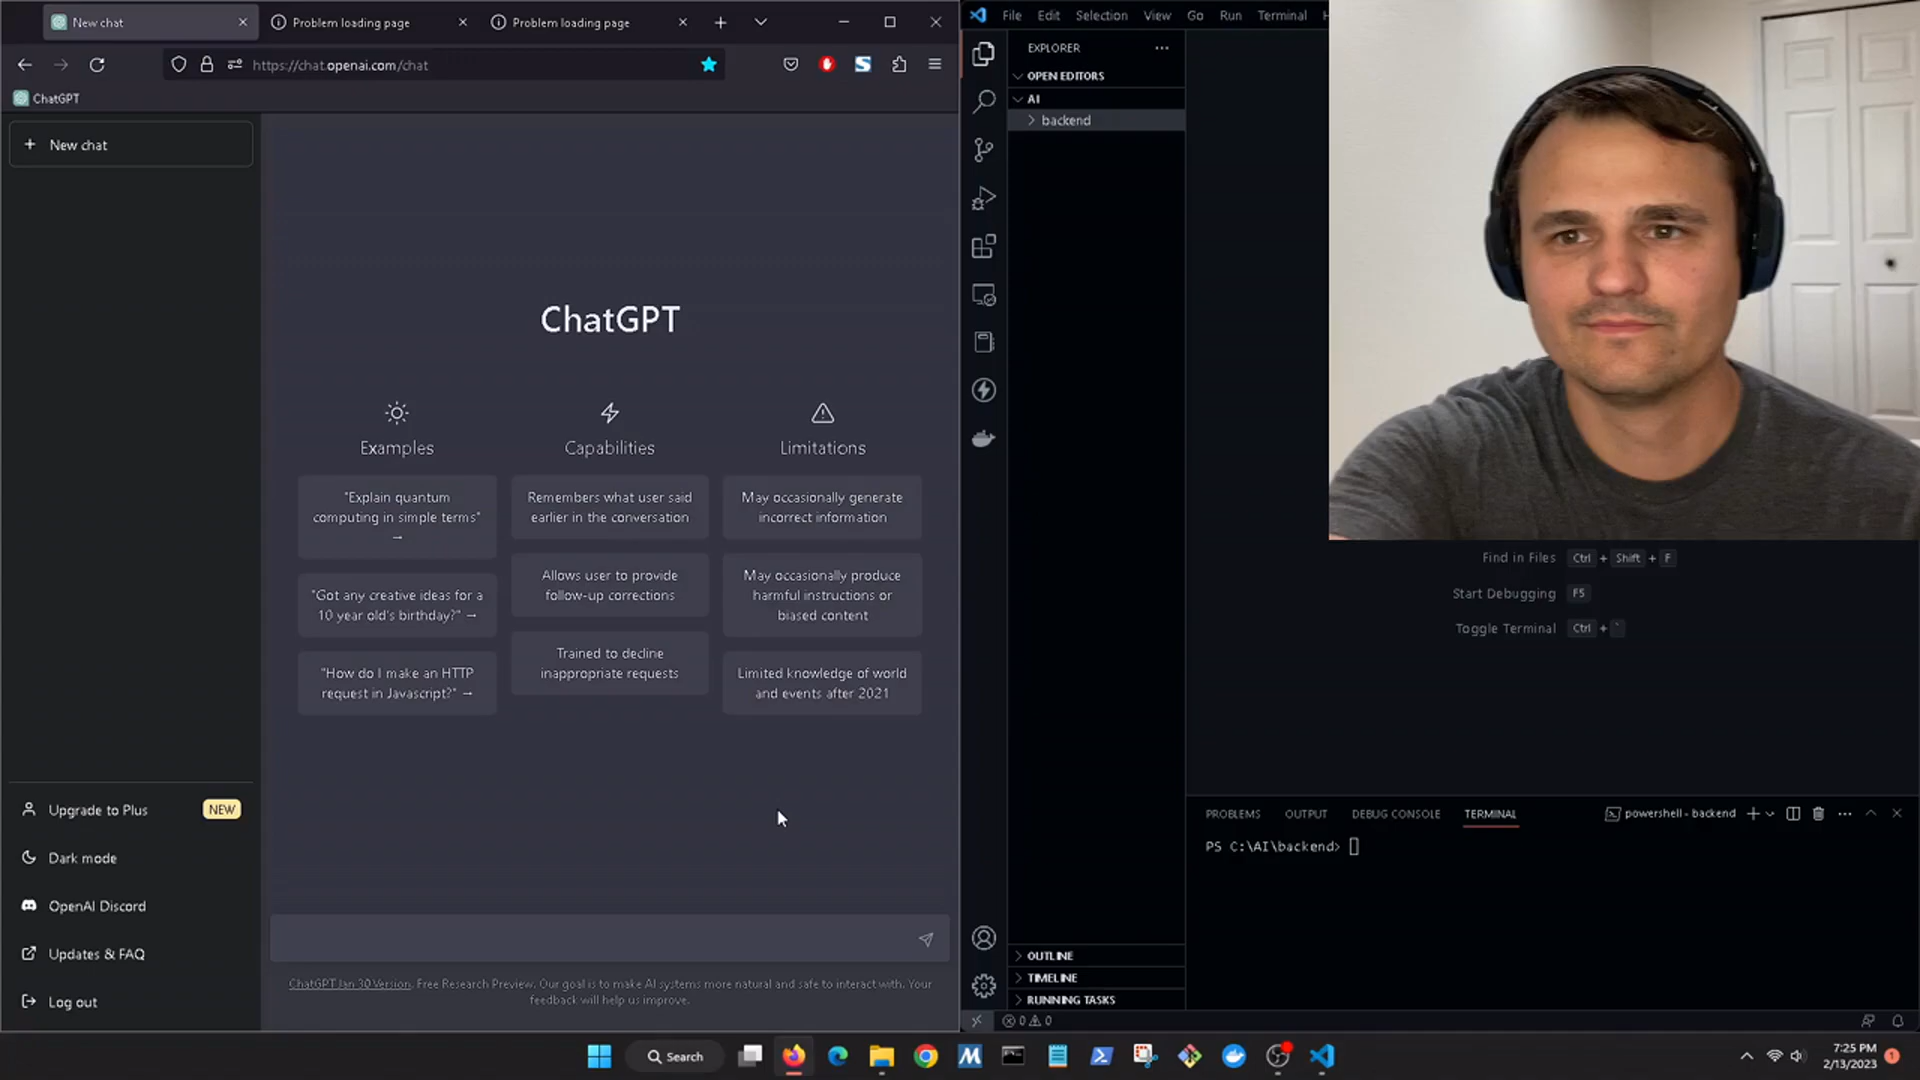 New chat
Problem loading page
Problem loading page
https://chat.openai.com/chat
ChatGPT
New chat
ChatGPT
Examples
"Explain quantum
computing in simple terms"
→
"Got any creative ideas for a
10 year old's birthday?" →
"How do I make an HTTP
request in Javascript?" →
Capabilities
Remembers what user said
earlier in the conversation
Allows user to provide
follow-up corrections
Trained to decline
inappropriate requests
Limitations
May occasionally generate
incorrect information
May occasionally produce
harmful instructions or
biased content
Limited knowledge of world
and events after 2021
Upgrade to Plus NEW
Dark mode
OpenAI Discord
Updates & FAQ
Log out
ChatGPT Jan 30 Version. Free Research Preview. Our goal is to make AI systems more natural and safe to interact with. Your
feedback will help us improve.
File Edit Selection View Go Run Terminal H
EXPLORER
OPEN EDITORS
AI
backend
Find in Files Ctrl + Shift + F
Start Debugging F5
Toggle Terminal Ctrl + `
PROBLEMS OUTPUT DEBUG CONSOLE TERMINAL powershell - backend
PS C:\AI\backend>
OUTLINE
TIMELINE
RUNNING TASKS
0 0
Search
7:25 PM
2/13/2023
1